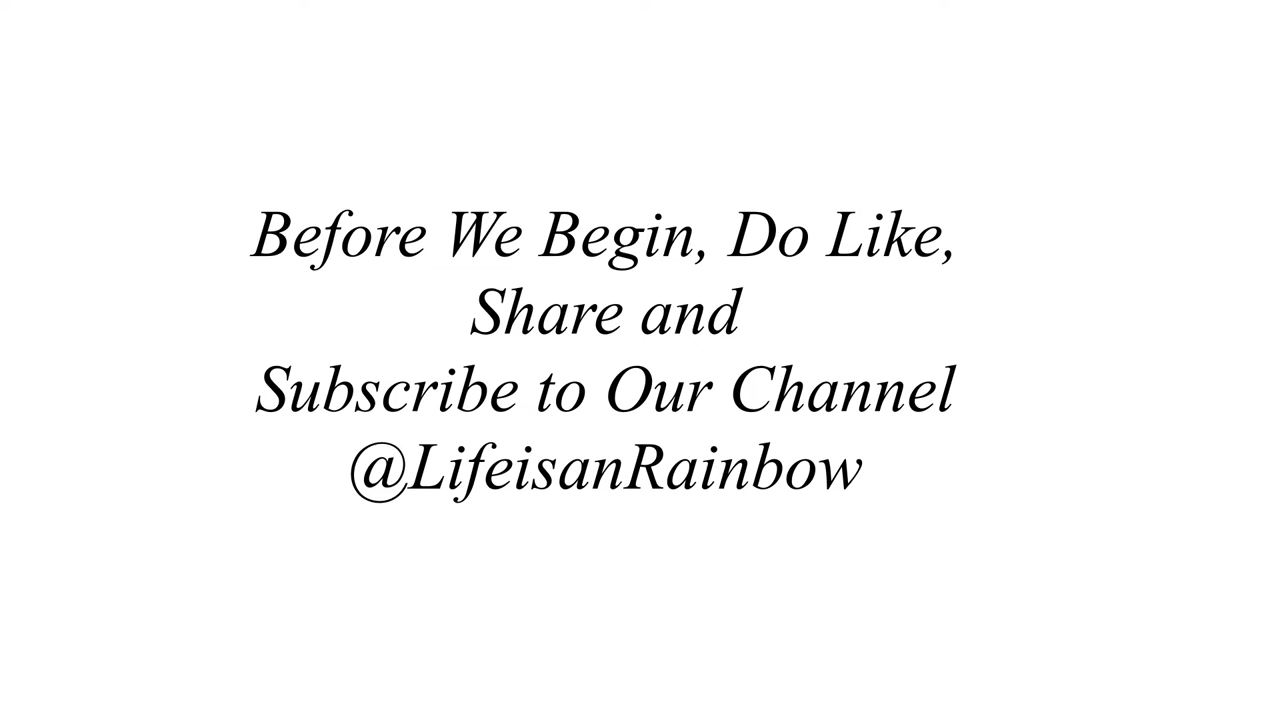 Before We Begin, Do Like,
Share and
Subscribe to Our Channel
@LifeisanRainbow